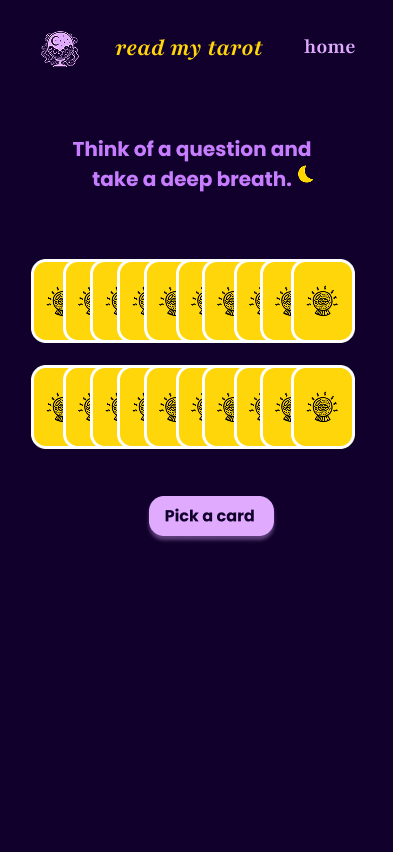 read my tarot
home
Think of a question and
take a deep breath.
Pick a card